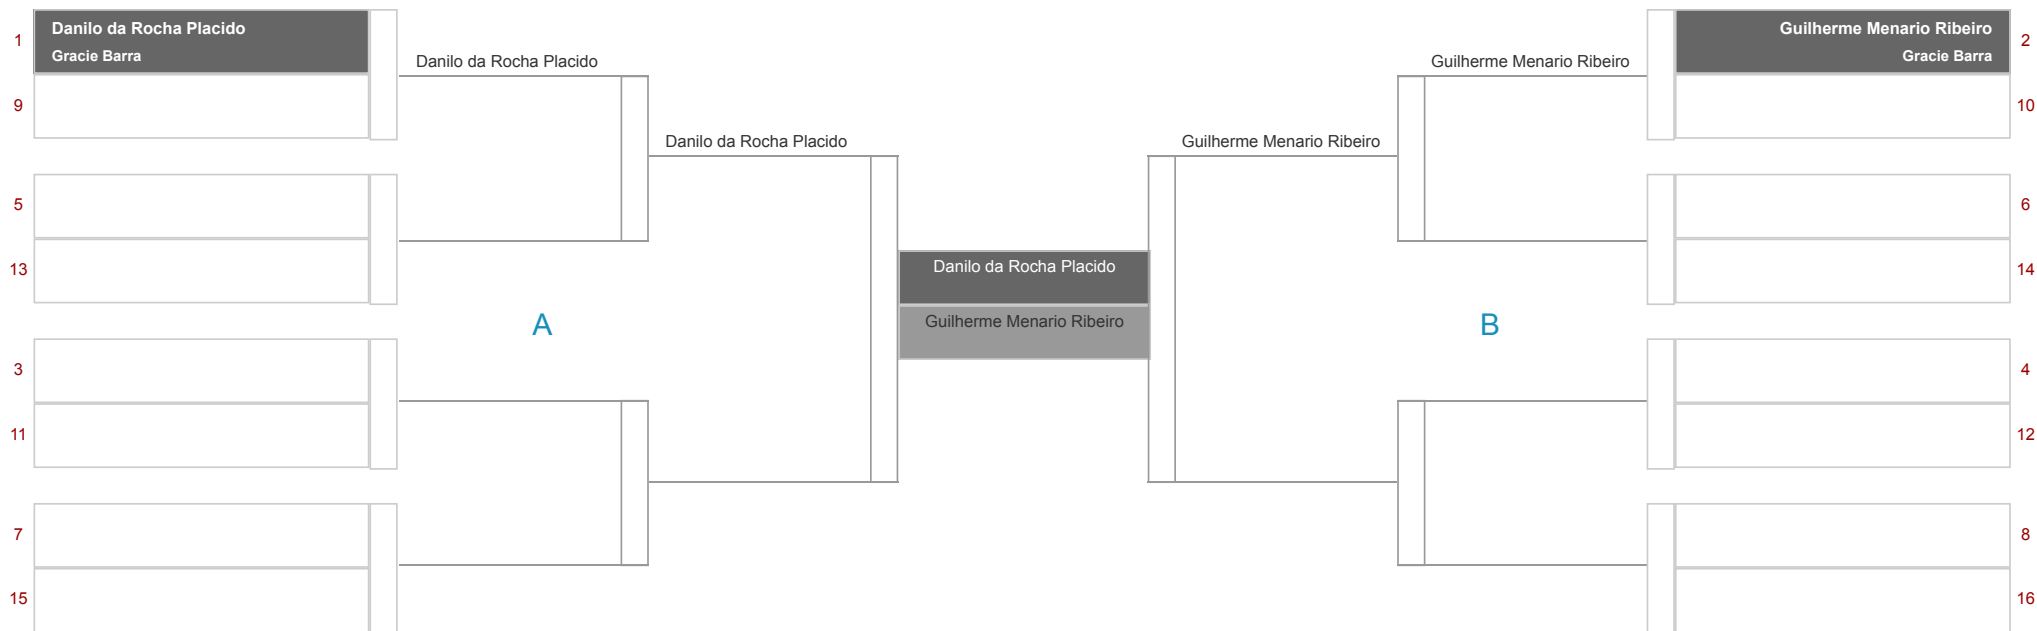 1
Danilo da Rocha Placido
Gracie Barra
9
5
13
3
11
7
15
Danilo da Rocha Placido
Danilo da Rocha Placido
A
Danilo da Rocha Placido
Guilherme Menario Ribeiro
Guilherme Menario Ribeiro
Guilherme Menario Ribeiro
B
Guilherme Menario Ribeiro
Gracie Barra
2
10
6
14
4
12
8
16